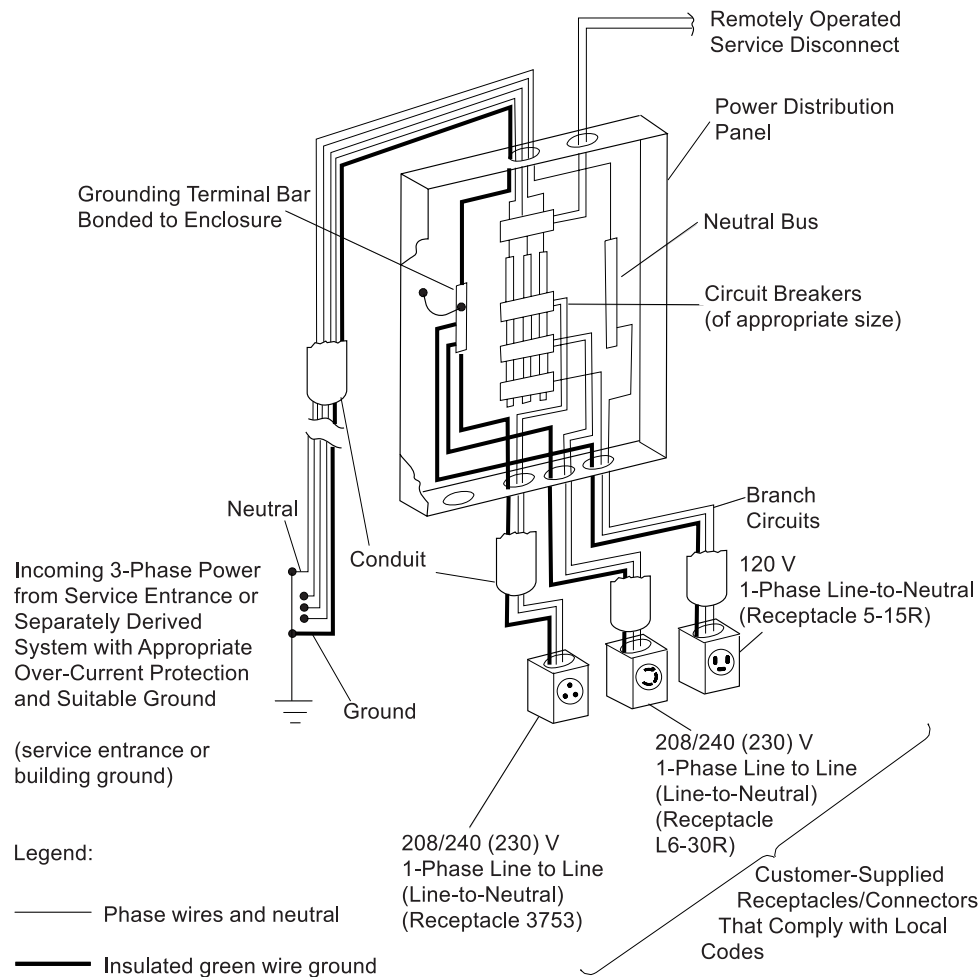 Remotely Operated
Service Disconnect
Power Distribution
Panel
Grounding Terminal Bar
Bonded to Enclosure
Neutral Bus
Circuit Breakers
(of appropriate size)
Neutral
Conduit
Branch
Circuits
Incoming 3-Phase Power
from Service Entrance or
Separately Derived
System with Appropriate
Over-Current Protection
and Suitable Ground
(service entrance or
building ground)
Ground
120 V
1-Phase Line-to-Neutral
(Receptacle 5-15R)
208/240 (230) V
1-Phase Line to Line
(Line-to-Neutral)
(Receptacle
L6-30R)
208/240 (230) V
1-Phase Line to Line
(Line-to-Neutral)
(Receptacle 3753)
Customer-Supplied
Receptacles/Connectors
That Comply with Local
Codes
Legend:
Phase wires and neutral
Insulated green wire ground